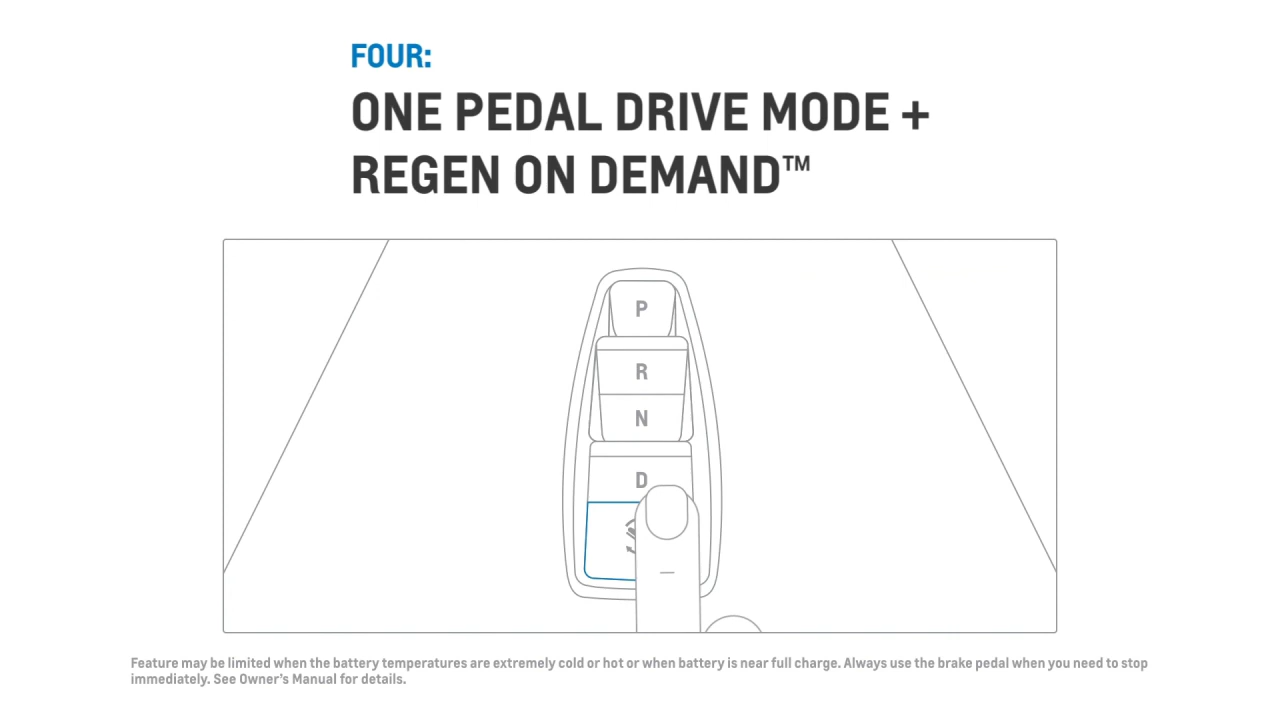 FOUR:
ONE PEDAL DRIVE MODE +
REGEN ON DEMAND™
P
R
N
D
Feature may be limited when the battery temperatures are extremely cold or hot or when battery is near full charge. Always use the brake pedal when you need to stop
immediately. See Owner's Manual for details.